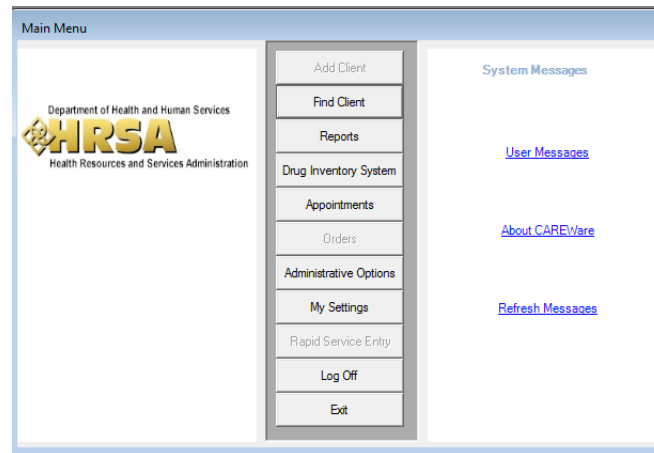 Main Menu
Department of Health and Human Services
HRSA
Health Resources and Services Administration
Add Client
Find Client
Reports
Drug Inventory System
Appointments
Orders
Administrative Options
My Settings
Rapid Service Entry
Log Off
Exit
System Messages
User Messages
About CAREWare
Refresh Messages